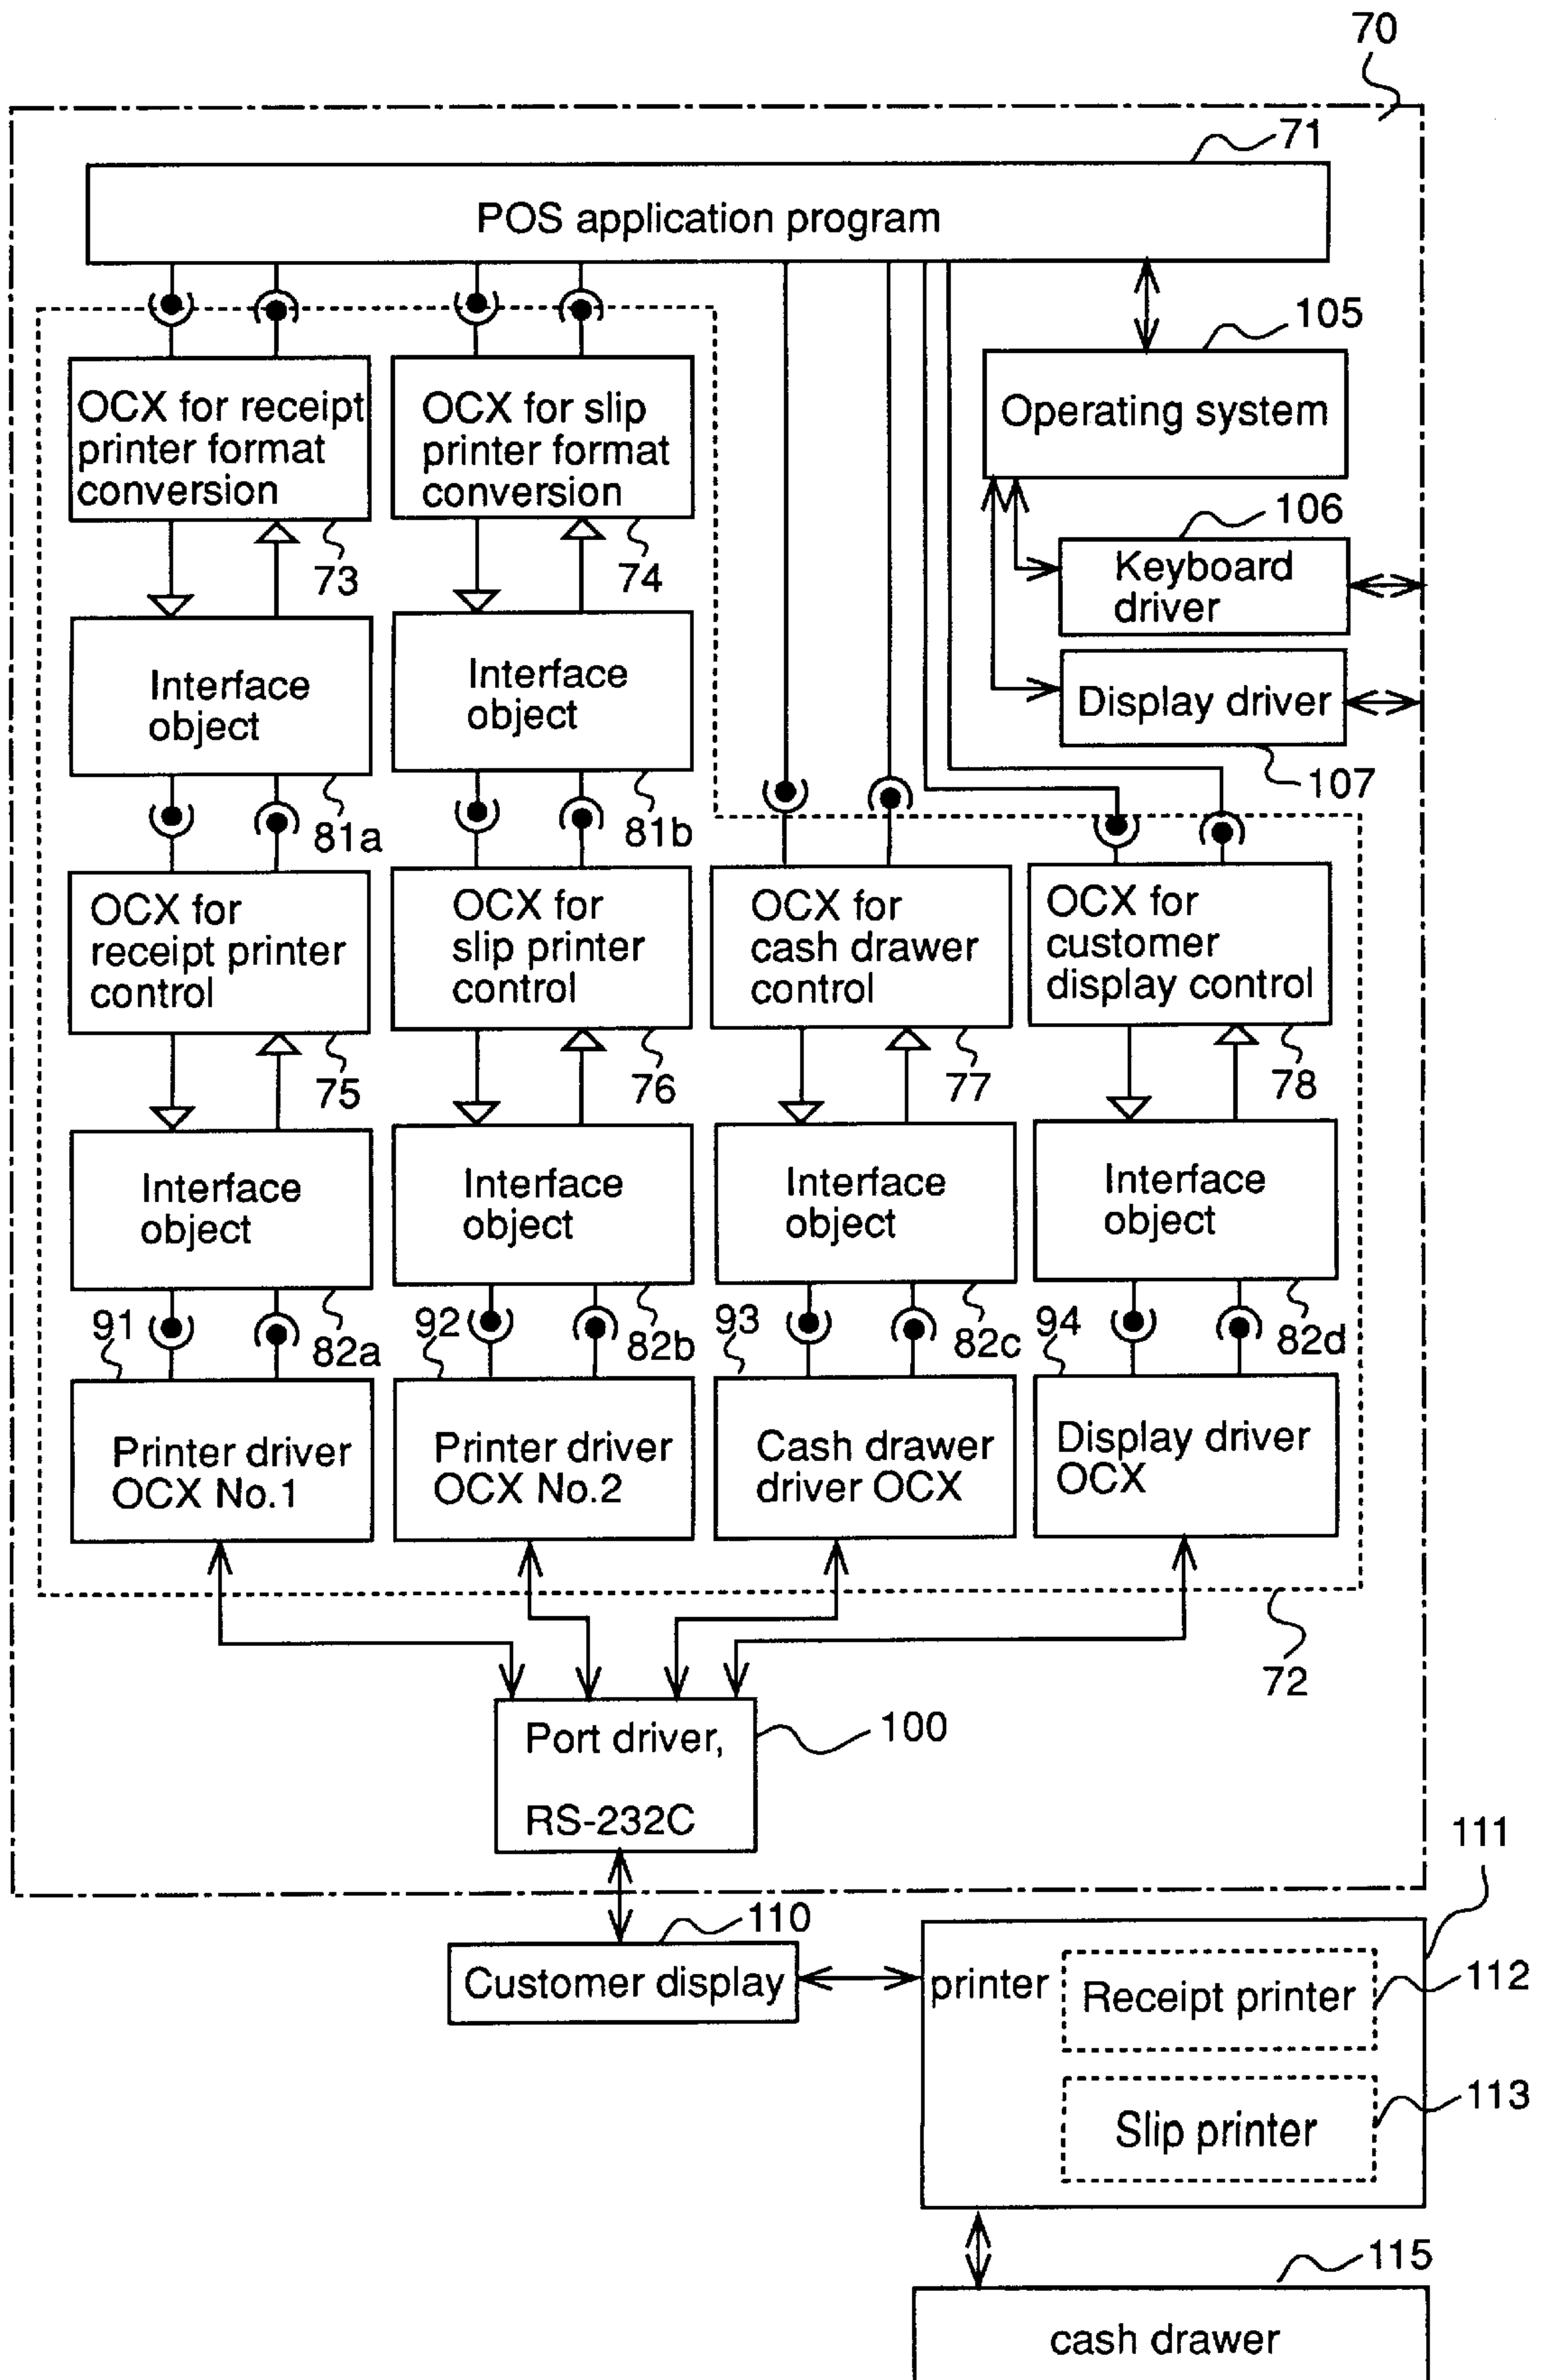 70
71
POS application program
105
OCX for receipt
printer format
conversion
73
OCX for slip
printer format
conversion
74
Operating system
106
Keyboard
driver
Display driver
107
Interface
object
81a
Interface
object
81b
OCX for
receipt printer
control
75
OCX for
slip printer
control
76
OCX for
cash drawer
control
77
OCX for
customer
display control
78
Interface
object
82a
Interface
object
82b
Interface
object
82c
Interface
object
82d
91
Printer driver
OCX No.1
92
Printer driver
OCX No.2
93
Cash drawer
driver OCX
94
Display driver
OCX
72
Port driver,
RS-232C
100
111
110
Customer display
printer
Receipt printer
112
Slip printer
113
115
cash drawer